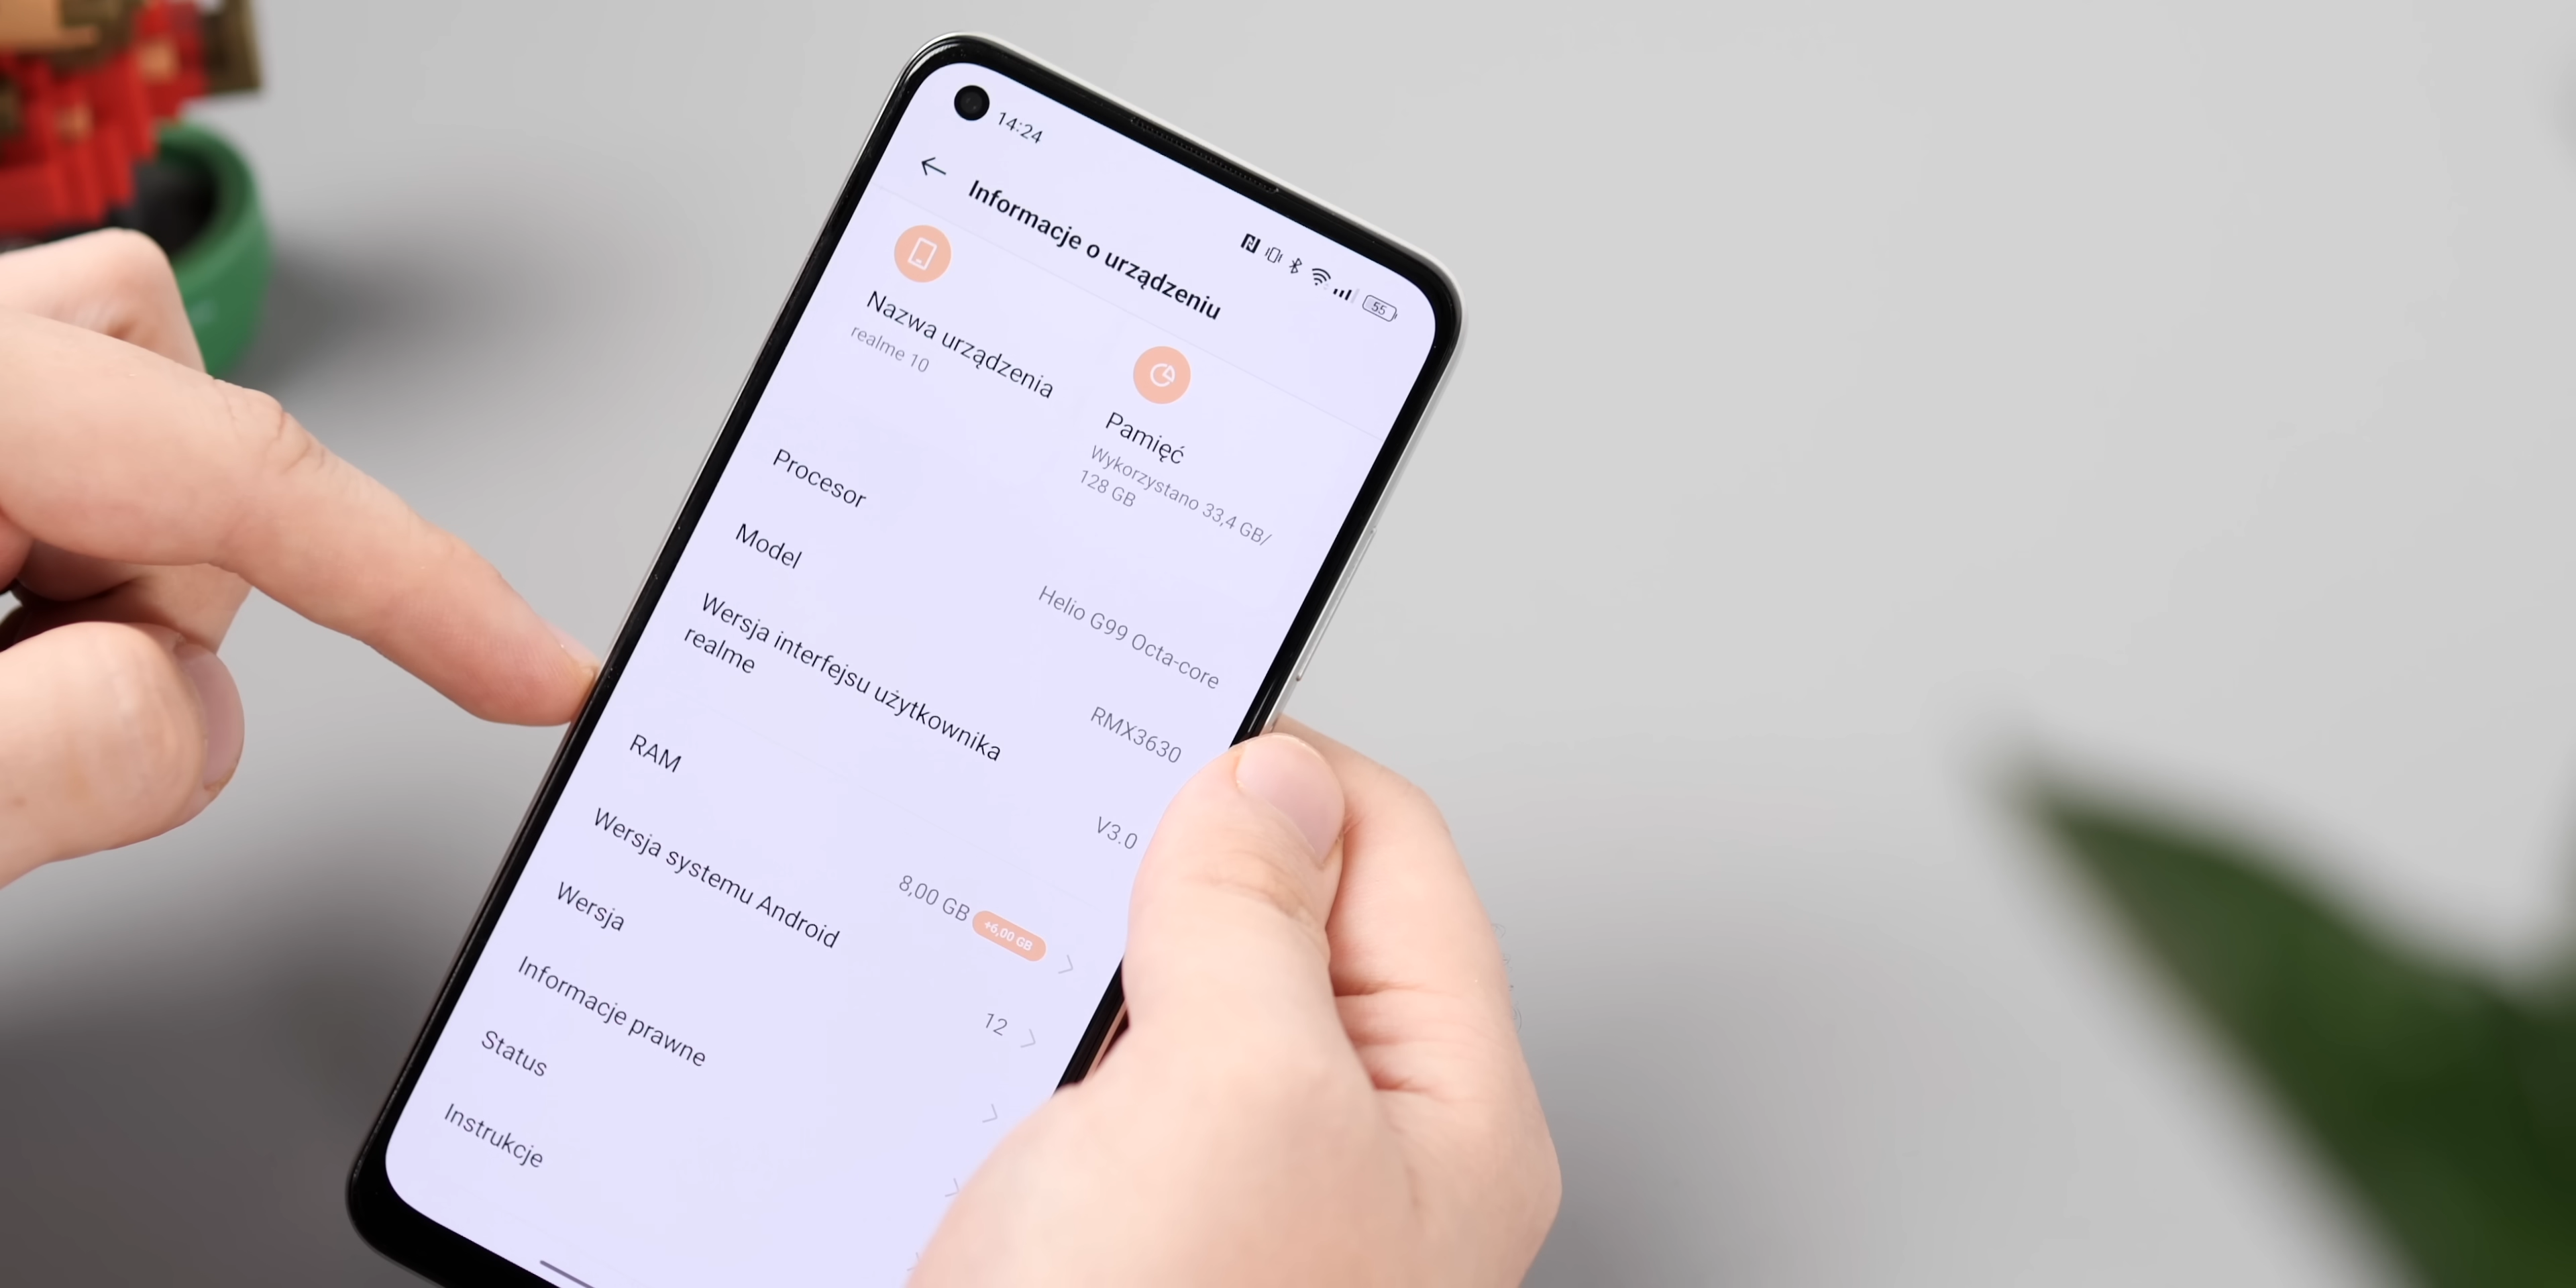 14:24
55
Informacje o urządzeniu
Nazwa urządzenia
realme 10
Pamięć
Wykorzystano 33,4 GB/
128 GB
Procesor
Helio G99 Octa-core
Model
RMX3630
Wersja interfejsu użytkownika
realme
V3.0
RAM
8,00 GB +6,00 GB
Wersja systemu Android
12
Wersja
Informacje prawne
Status
Instrukcje